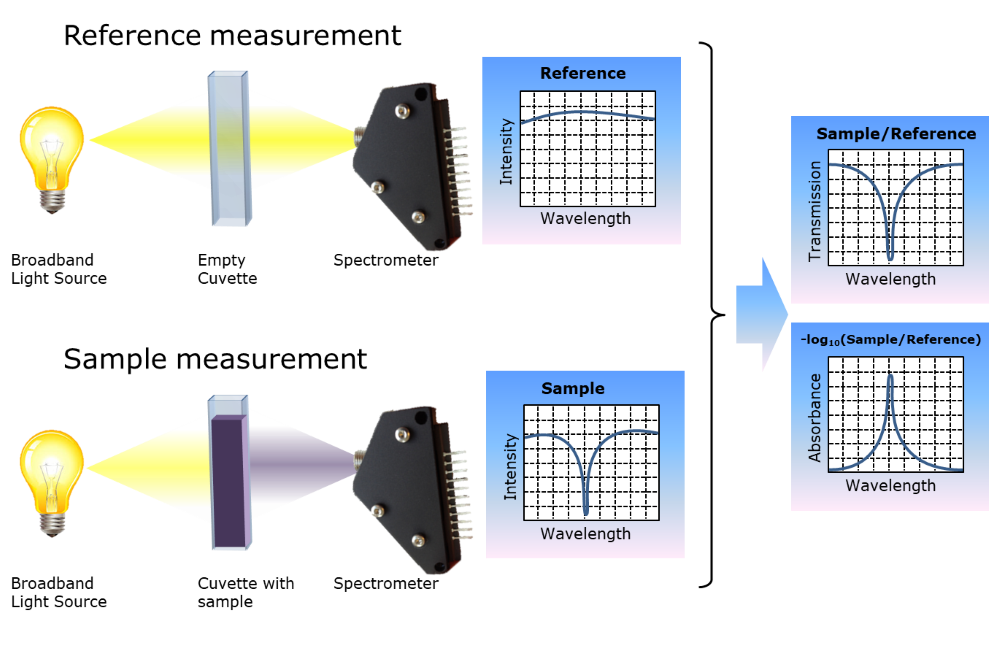 Reference measurement
Reference
Intensity
Wavelength
Broadband
Light Source
Empty
Cuvette
Spectrometer
Sample measurement
Sample
Intensity
Wavelength
Broadband
Light Source
Cuvette with
sample
Spectrometer
Sample/Reference
Transmission
Wavelength
-log₁₀(Sample/Reference)
Absorbance
Wavelength